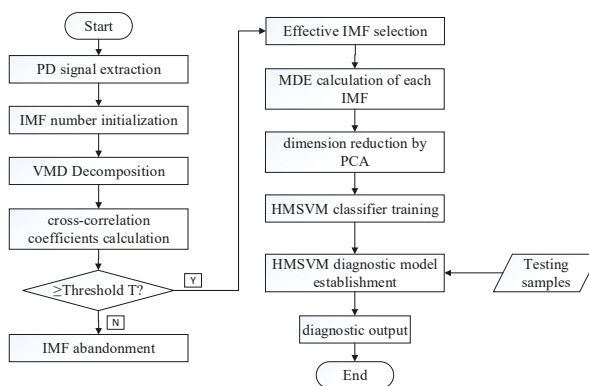 Start
PD signal extraction
IMF number initialization
VMD Decomposition
cross-correlation
coefficients calculation
≥Threshold T?
Y
N
IMF abandonment
Effective IMF selection
MDE calculation of each
IMF
dimension reduction by
PCA
HMSVM classifier training
HMSVM diagnostic model
establishment
Testing
samples
diagnostic output
End